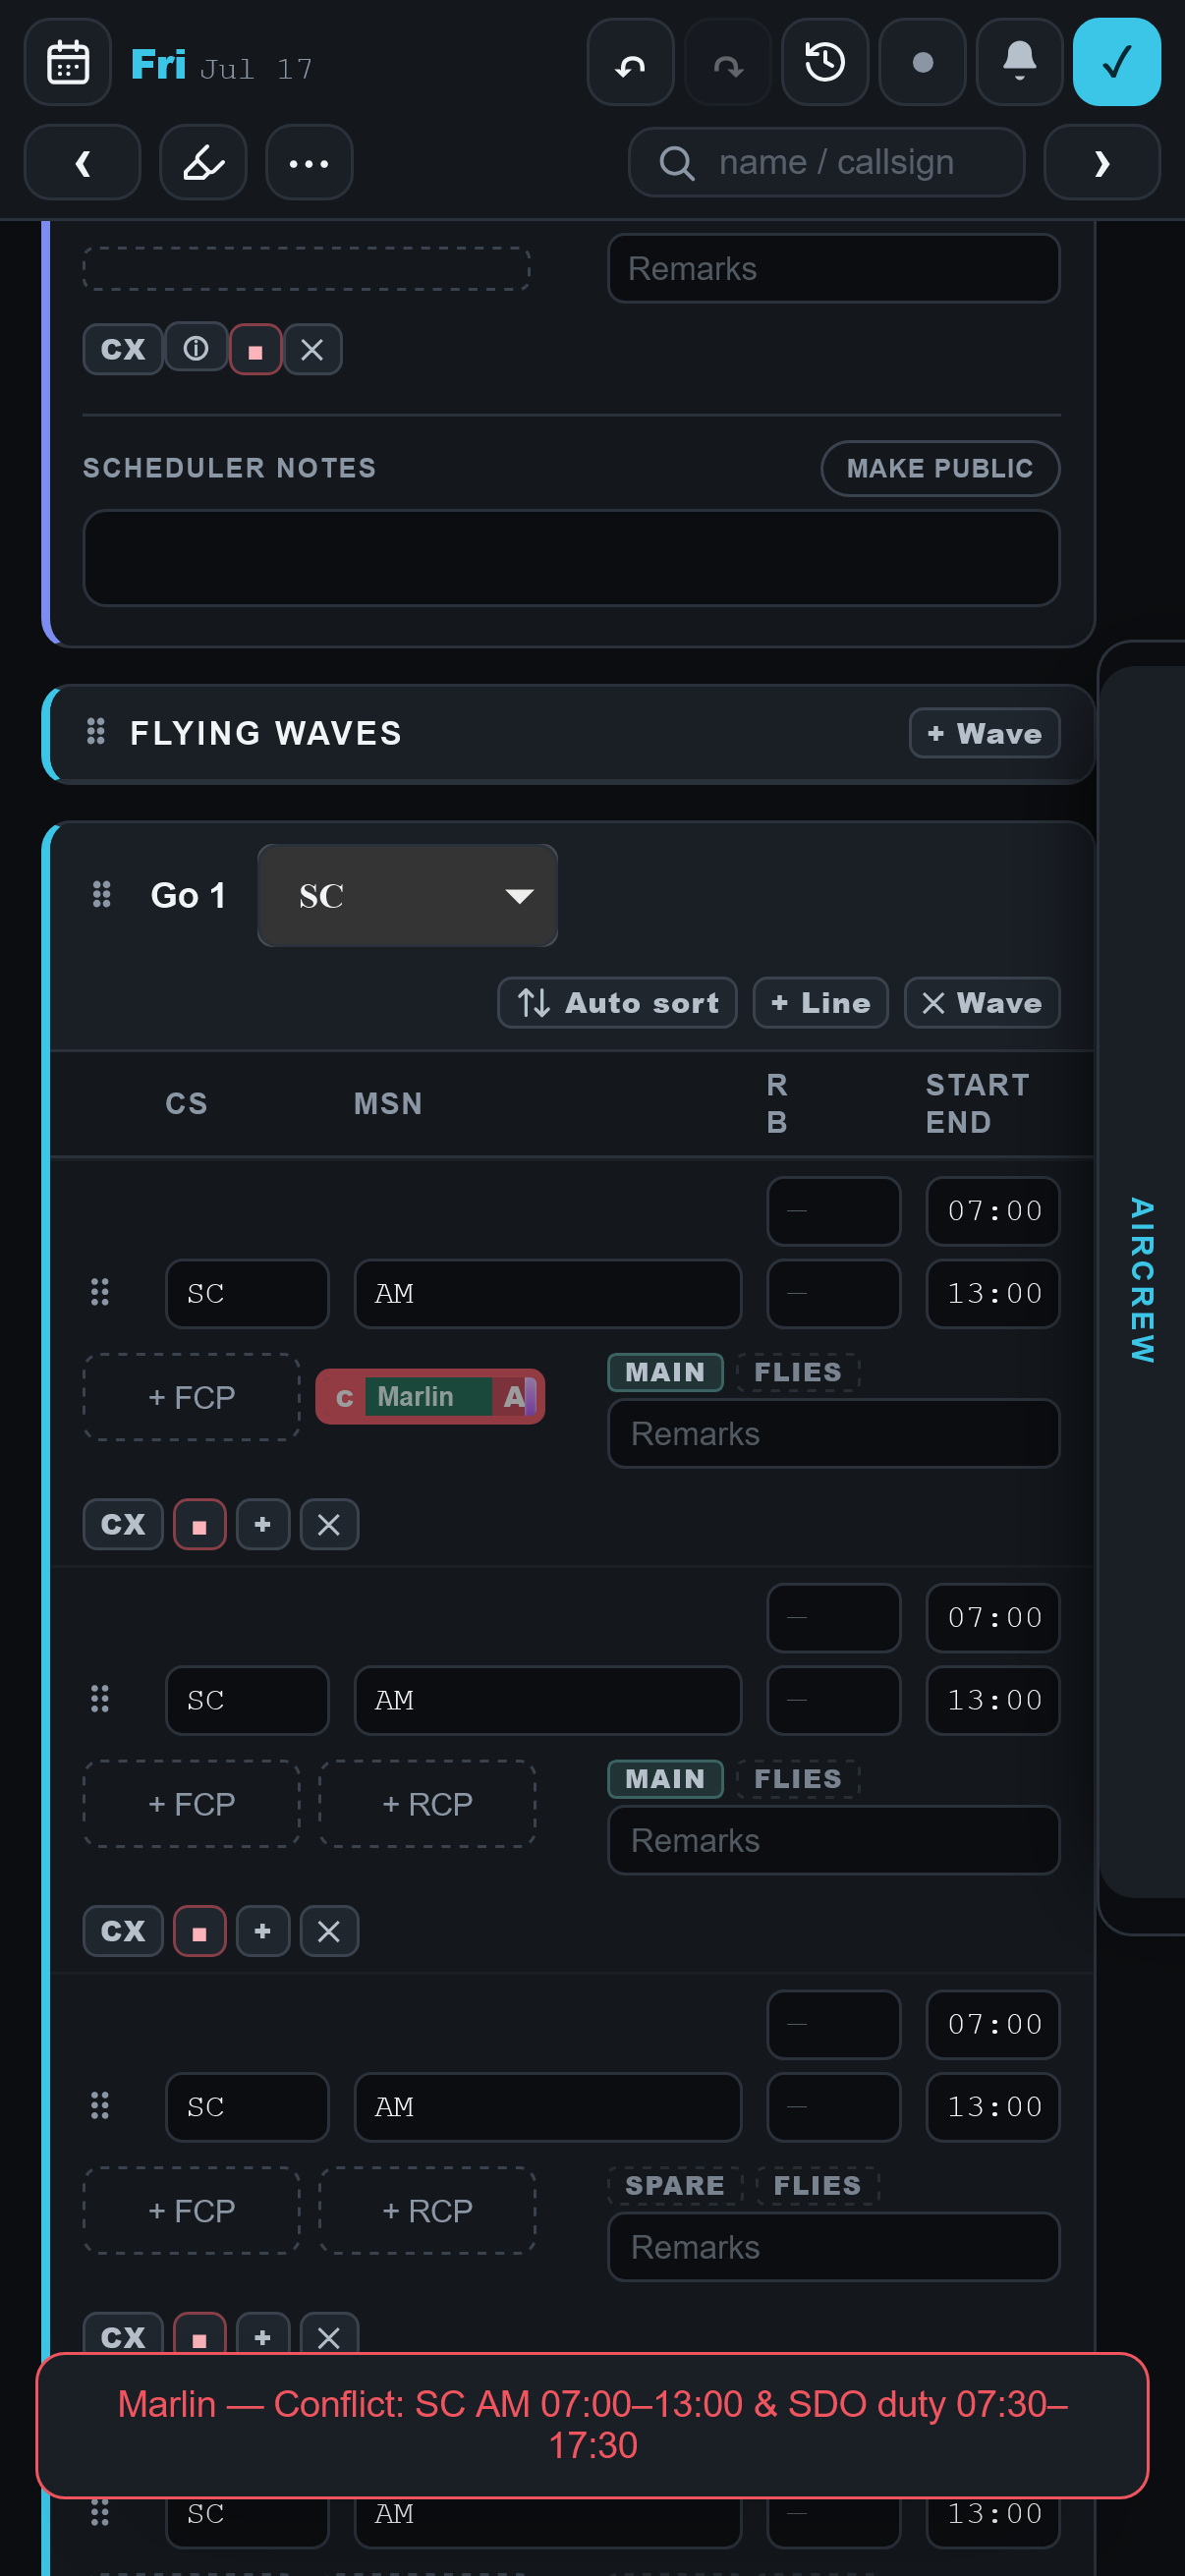 Fri Jul 17
name / callsign
Remarks
CX
SCHEDULER NOTES
MAKE PUBLIC
FLYING WAVES
+ Wave
Go 1
SC
Auto sort
+ Line
× Wave
CS
MSN
R
B
START
END
—
07:00
SC
AM
—
13:00
+ FCP
c Marlin A
MAIN
FLIES
Remarks
CX
+
—
07:00
SC
AM
—
13:00
+ FCP
+ RCP
MAIN
FLIES
Remarks
CX
+
—
07:00
SC
AM
—
13:00
+ FCP
+ RCP
SPARE
FLIES
Remarks
CX
+
Marlin — Conflict: SC AM 07:00–13:00 & SDO duty 07:30–
17:30
SC
AM
—
13:00
AIRCREW